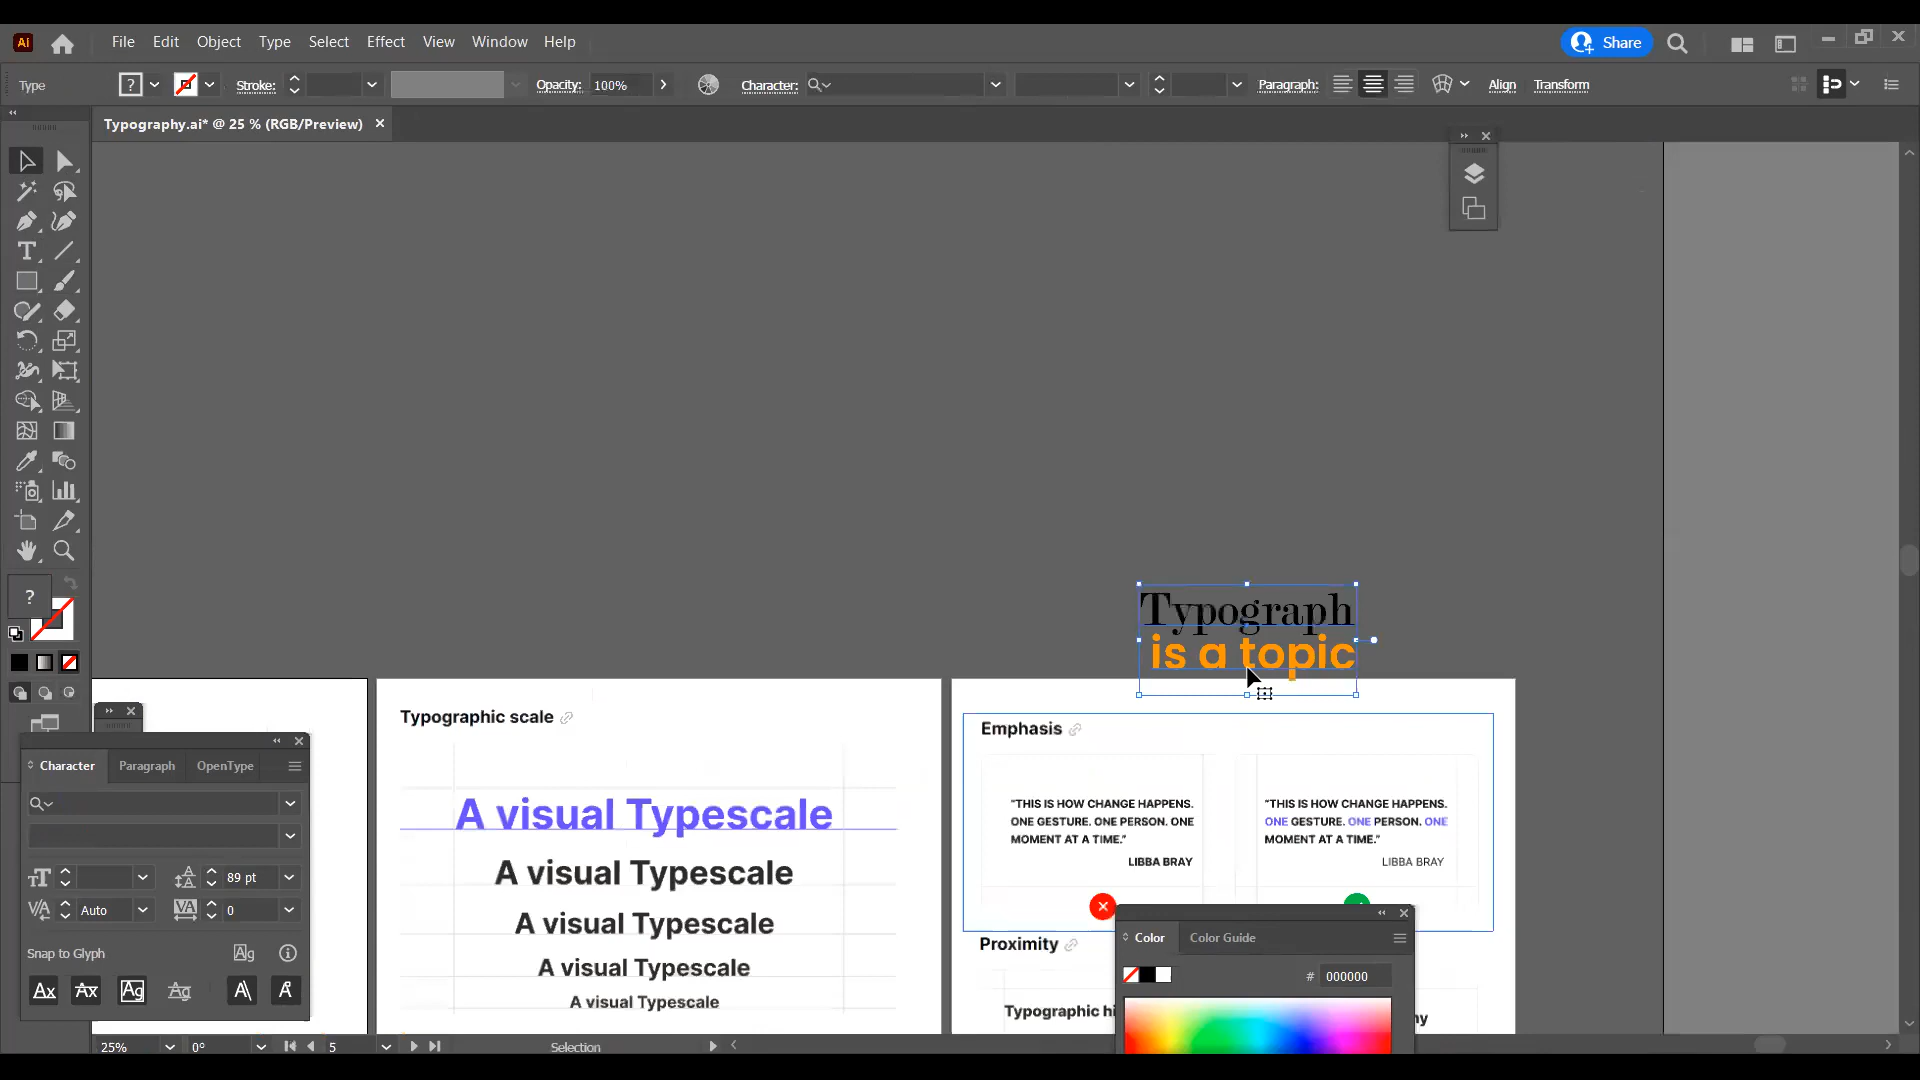 Ai
File Edit Object Type Select Effect View Window Help
Share
Type
?
Stroke:
Opacity: 100%
Character:
Paragraph:
Align
Transform
Typography.ai* @ 25 % (RGB/Preview)
Typograph
is a topic
?
Typographic scale
A visual Typescale
A visual Typescale
A visual Typescale
A visual Typescale
A visual Typescale
Emphasis
"THIS IS HOW CHANGE HAPPENS.
ONE GESTURE. ONE PERSON. ONE
MOMENT AT A TIME."
LIBBA BRAY
"THIS IS HOW CHANGE HAPPENS.
ONE GESTURE. ONE PERSON. ONE
MOMENT AT A TIME."
LIBBA BRAY
Proximity
Typographic hi
Character Paragraph OpenType
89 pt
Auto
0
Snap to Glyph
Color Color Guide
# 000000
25% 0° 5 Selection